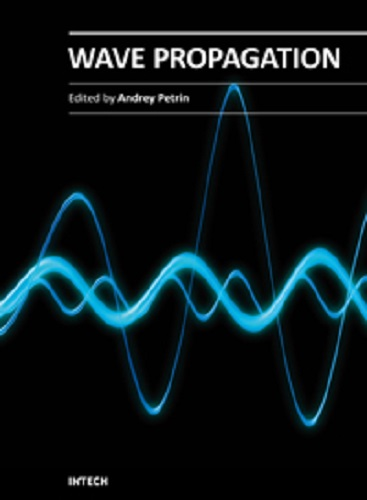 WAVE PROPAGATION
Edited by Andrey Petrin
INTECH